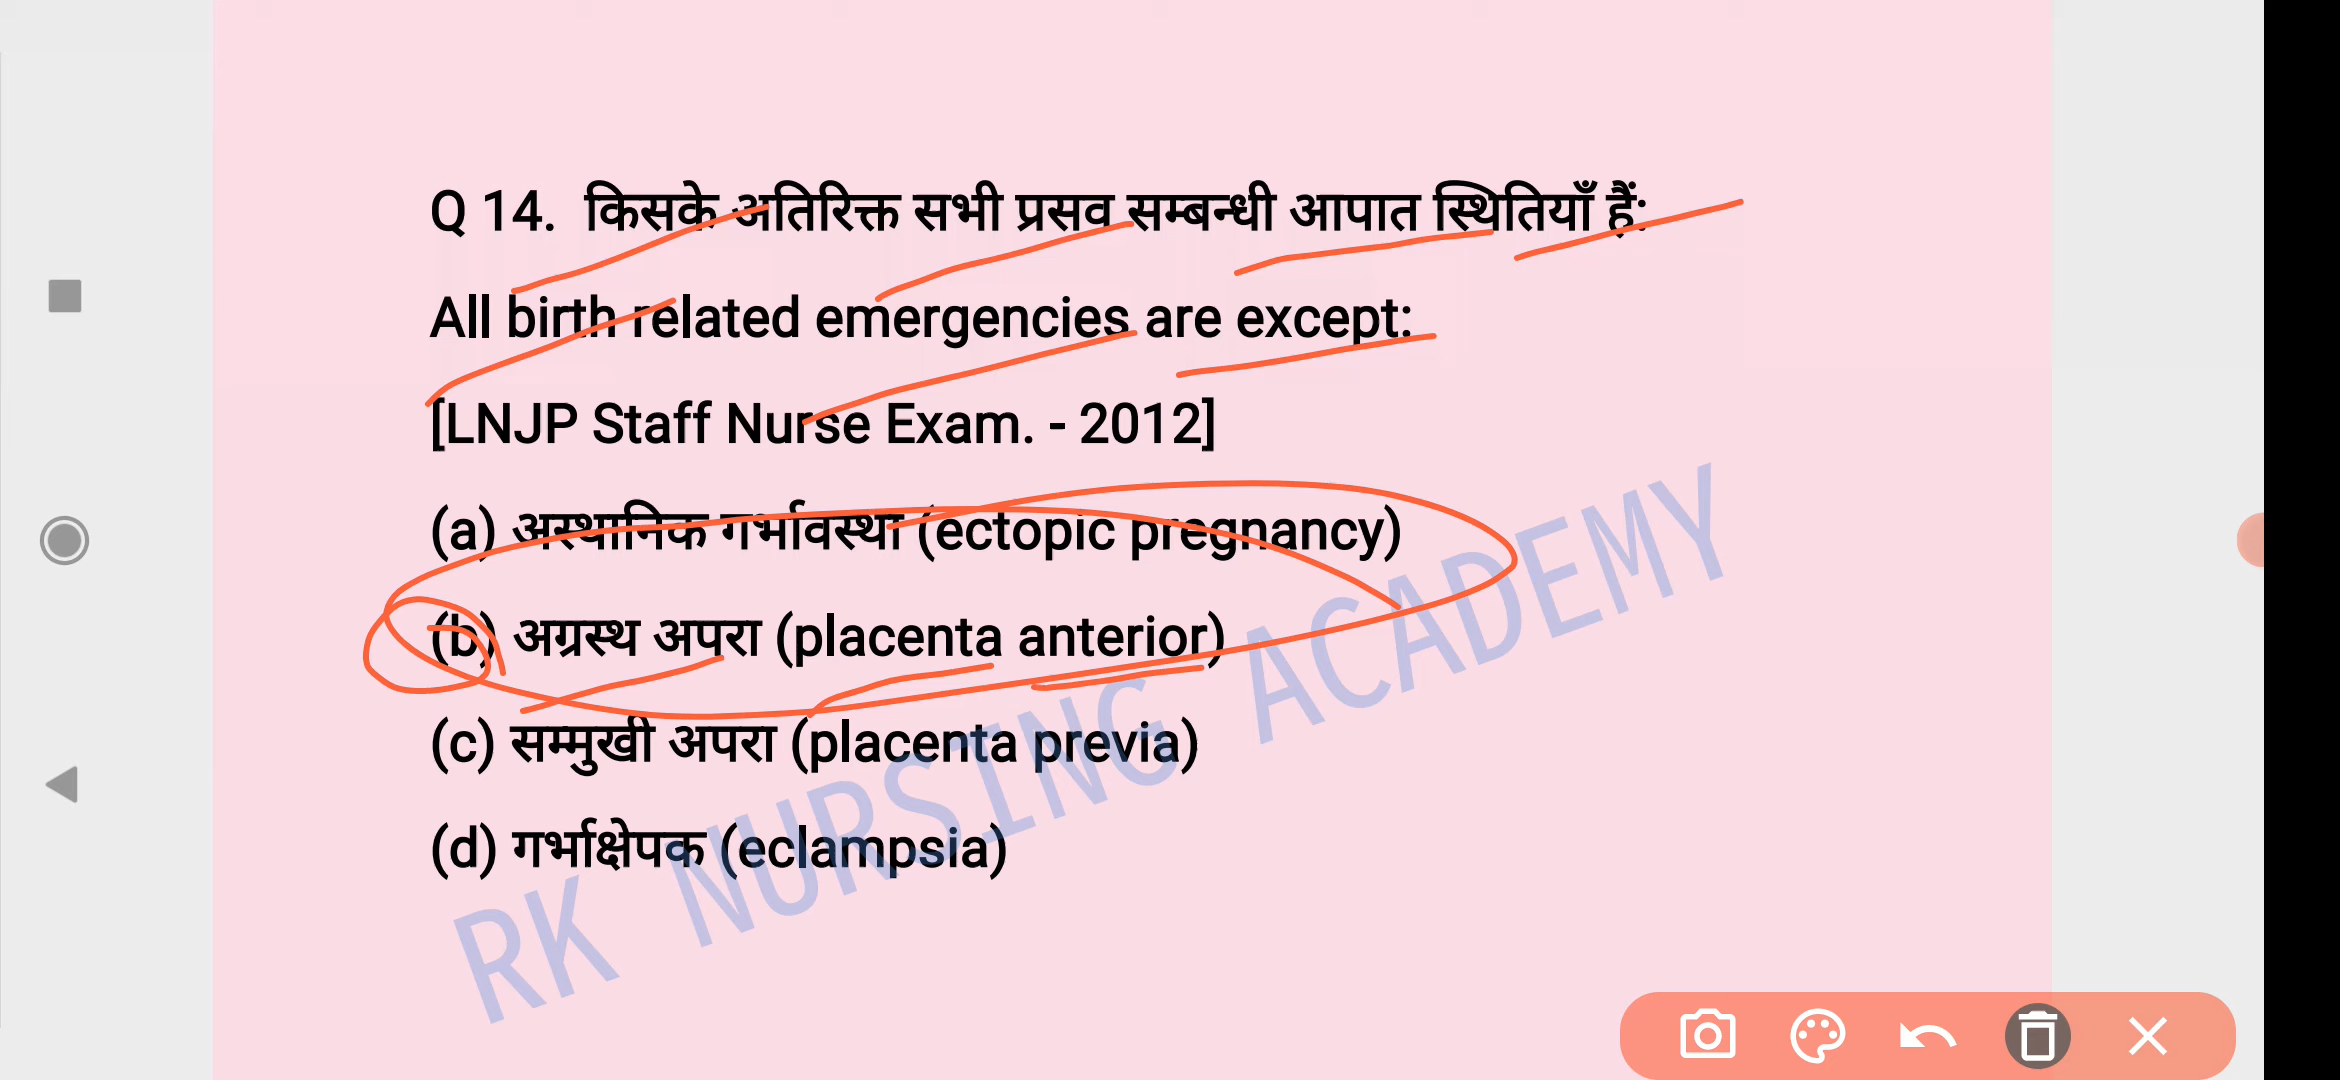 Q 14. किसके अतिरिक्त सभी प्रसव सम्बन्धी आपात स्थितियाँ हैं:
All birth related emergencies are except:
[LNJP Staff Nurse Exam. - 2012]
(a) अस्थानिक गर्भावस्था (ectopic pregnancy)
(b) अग्रस्थ अपरा (placenta anterior)
(c) सम्मुखी अपरा (placenta previa)
(d) गर्भाक्षेपक (eclampsia)
RK NURSING ACADEMY